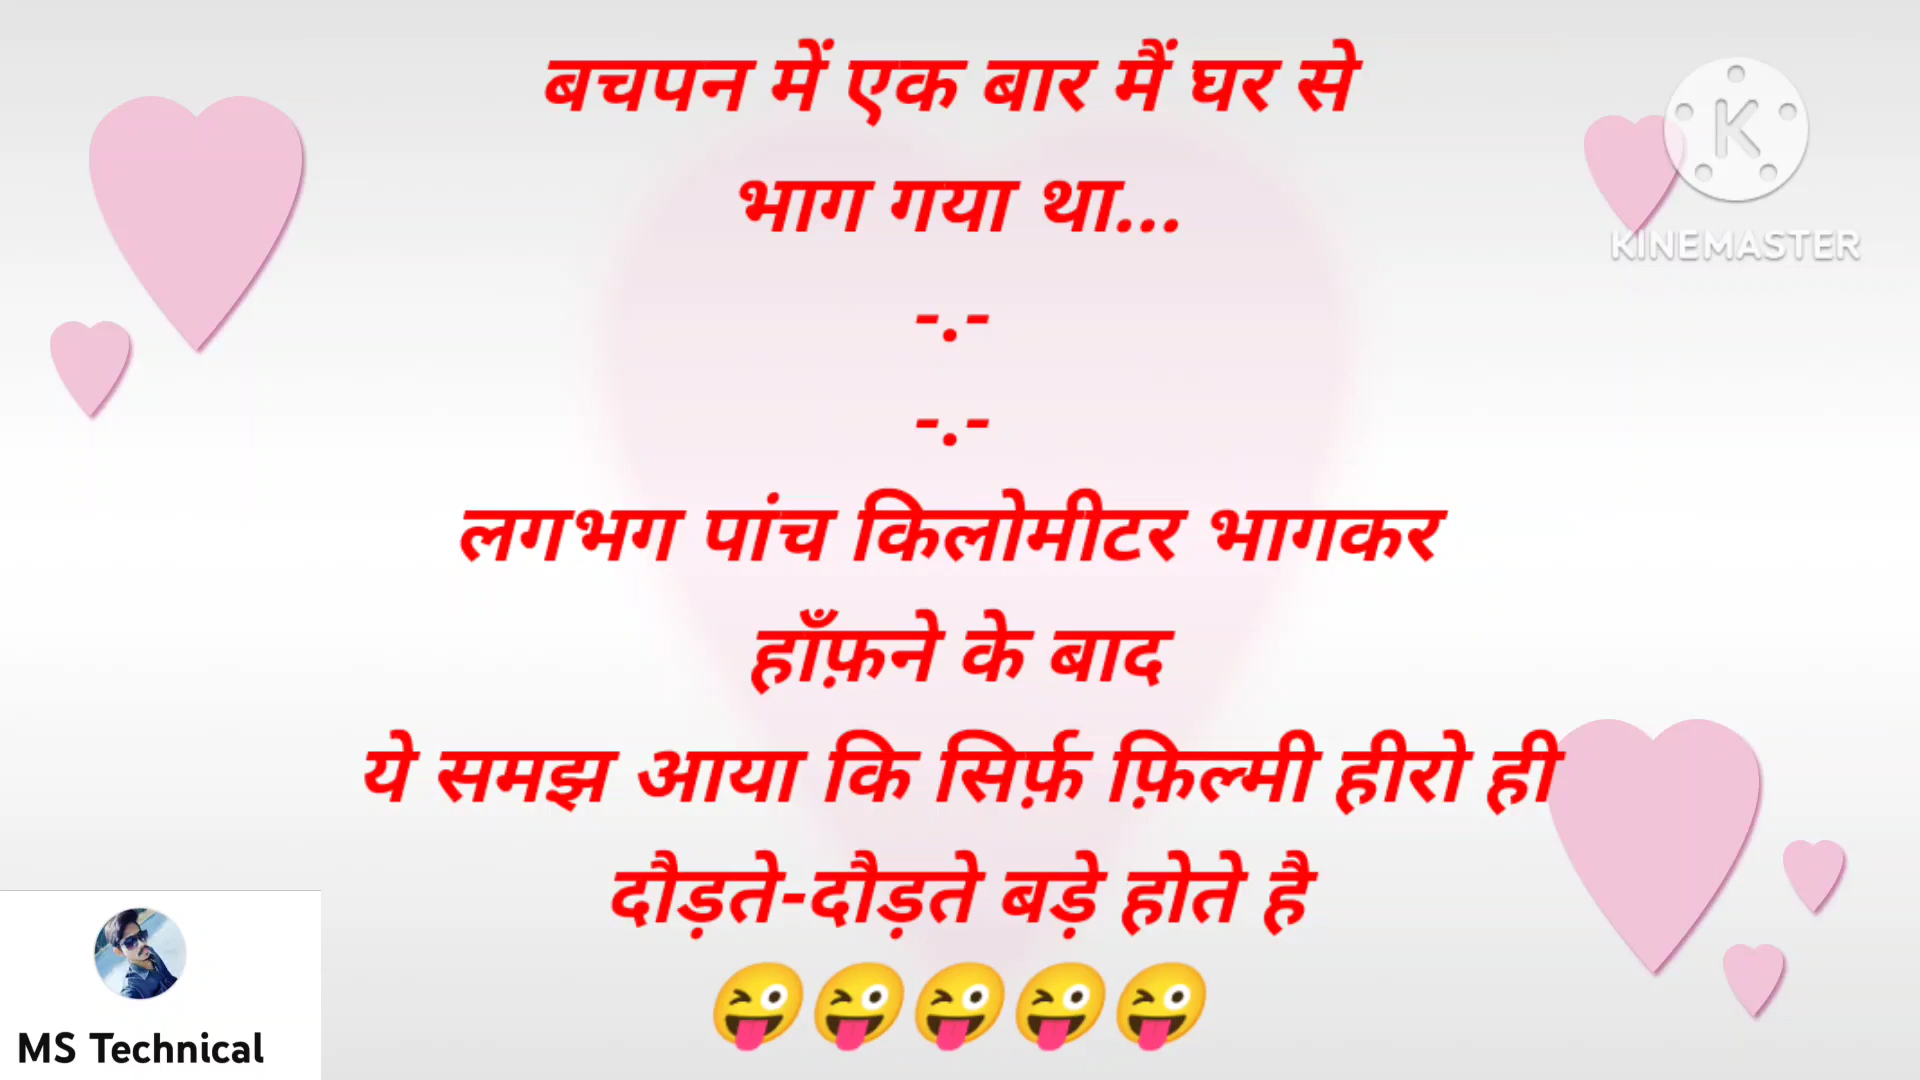 बचपन में एक बार मैं घर से
भाग गया था...
-.-
-.-
लगभग पांच किलोमीटर भागकर
हाँफ़ने के बाद
ये समझ आया कि सिर्फ़ फ़िल्मी हीरो ही
दौड़ते-दौड़ते बड़े होते है
😜😜😜😜😜
K
KINEMASTER
MS Technical